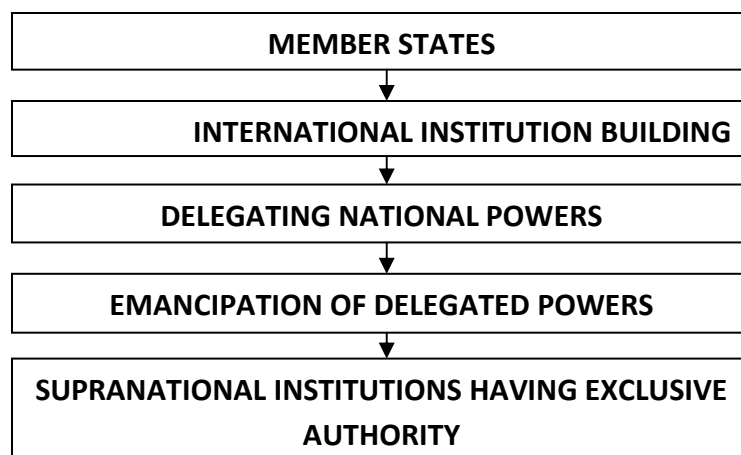 MEMBER STATES
INTERNATIONAL INSTITUTION BUILDING
DELEGATING NATIONAL POWERS
EMANCIPATION OF DELEGATED POWERS
SUPRANATIONAL INSTITUTIONS HAVING EXCLUSIVE
AUTHORITY